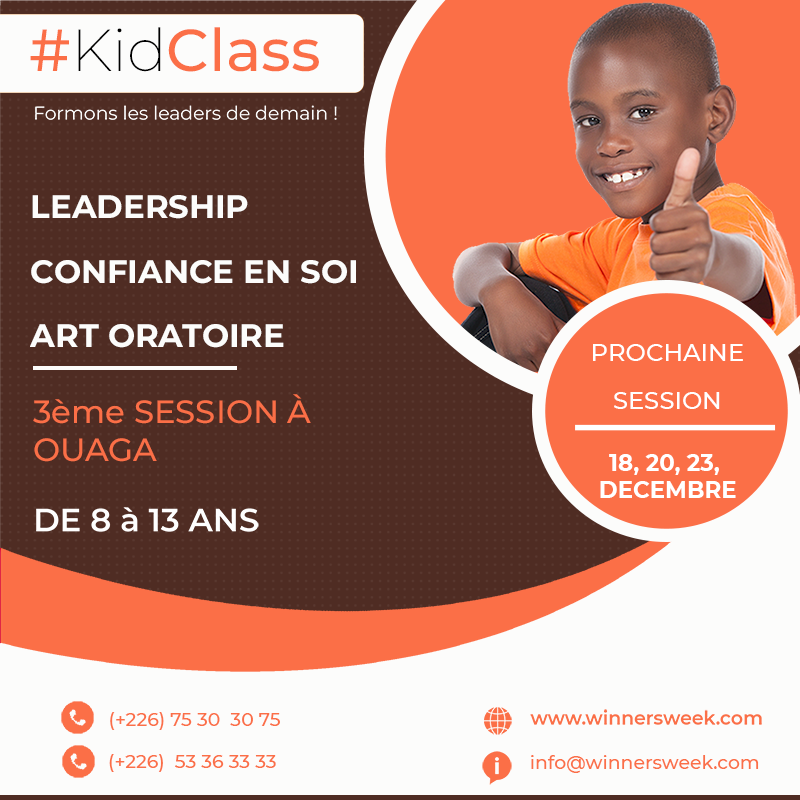 #KidClass
Formons les leaders de demain !
LEADERSHIP
CONFIANCE EN SOI
ART ORATOIRE
3ème SESSION À
OUAGA
DE 8 à 13 ANS
PROCHAINE
SESSION
18, 20, 23,
DECEMBRE
(+226) 75 30 30 75
(+226) 53 36 33 33
www.winnersweek.com
info@winnersweek.com